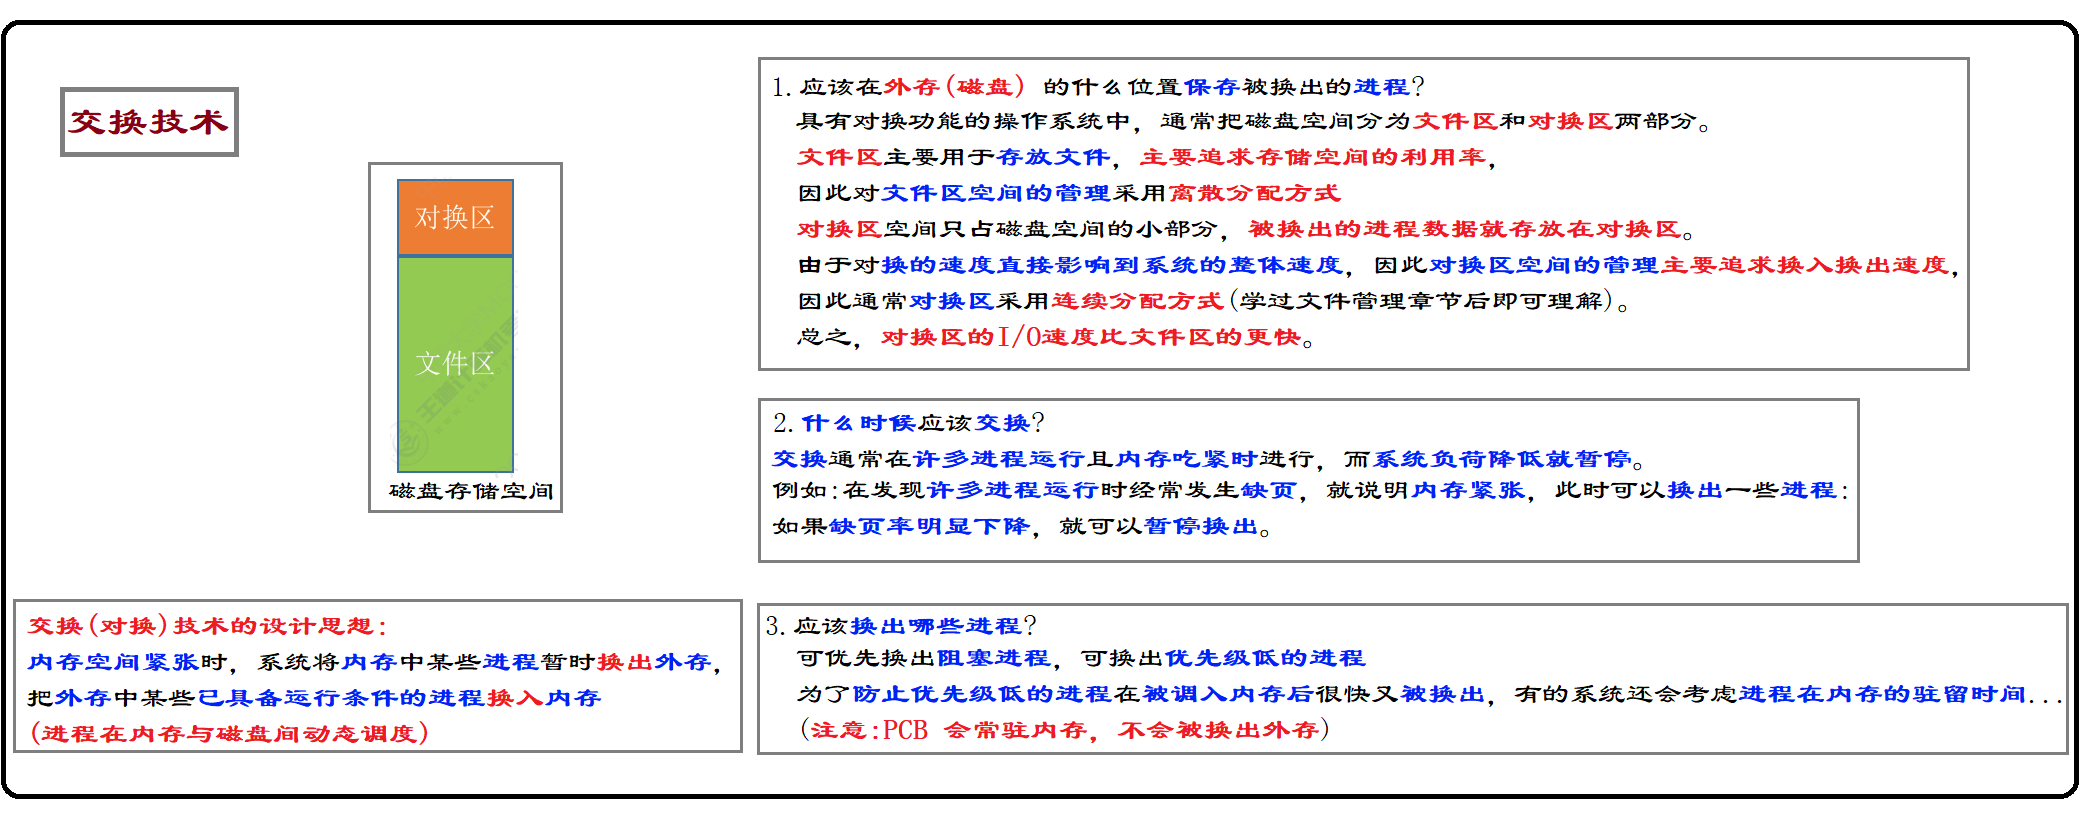 交换技术
对换区
文件区
磁盘存储空间
交换(对换)技术的设计思想:
内存空间紧张时，系统将内存中某些进程暂时换出外存，
把外存中某些已具备运行条件的进程换入内存
(进程在内存与磁盘间动态调度)
1.应该在外存(磁盘) 的什么位置保存被换出的进程?
具有对换功能的操作系统中，通常把磁盘空间分为文件区和对换区两部分。
文件区主要用于存放文件，主要追求存储空间的利用率，
因此对文件区空间的管理采用离散分配方式
对换区空间只占磁盘空间的小部分，被换出的进程数据就存放在对换区。
由于对换的速度直接影响到系统的整体速度，因此对换区空间的管理主要追求换入换出速度，
因此通常对换区采用连续分配方式(学过文件管理章节后即可理解)。
总之，对换区的I/O速度比文件区的更快。
2.什么时候应该交换?
交换通常在许多进程运行且内存吃紧时进行，而系统负荷降低就暂停。
例如:在发现许多进程运行时经常发生缺页，就说明内存紧张，此时可以换出一些进程:
如果缺页率明显下降，就可以暂停换出。
3.应该换出哪些进程?
可优先换出阻塞进程，可换出优先级低的进程
为了防止优先级低的进程在被调入内存后很快又被换出，有的系统还会考虑进程在内存的驻留时间...
(注意:PCB 会常驻内存，不会被换出外存)